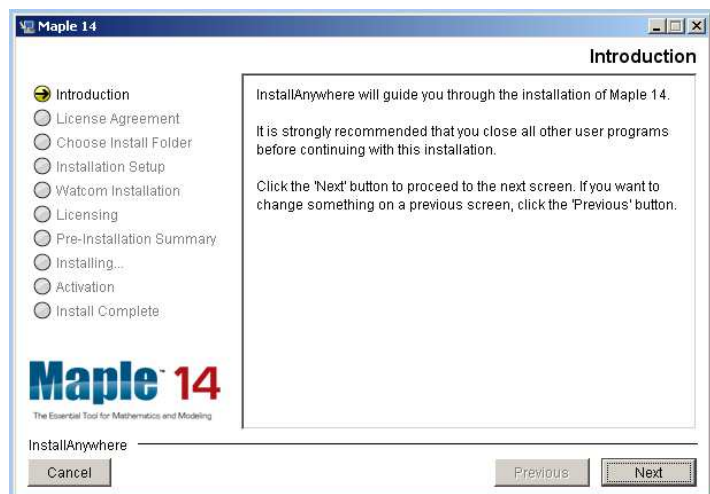 Maple 14
Introduction
Introduction
License Agreement
Choose Install Folder
Installation Setup
Watcom Installation
Licensing
Pre-Installation Summary
Installing...
Activation
Install Complete
InstallAnywhere will guide you through the installation of Maple 14.
It is strongly recommended that you close all other user programs
before continuing with this installation.
Click the 'Next' button to proceed to the next screen. If you want to
change something on a previous screen, click the 'Previous' button.
Maple™ 14
The Essential Tool for Mathematics and Modeling
InstallAnywhere
Cancel
Previous
Next